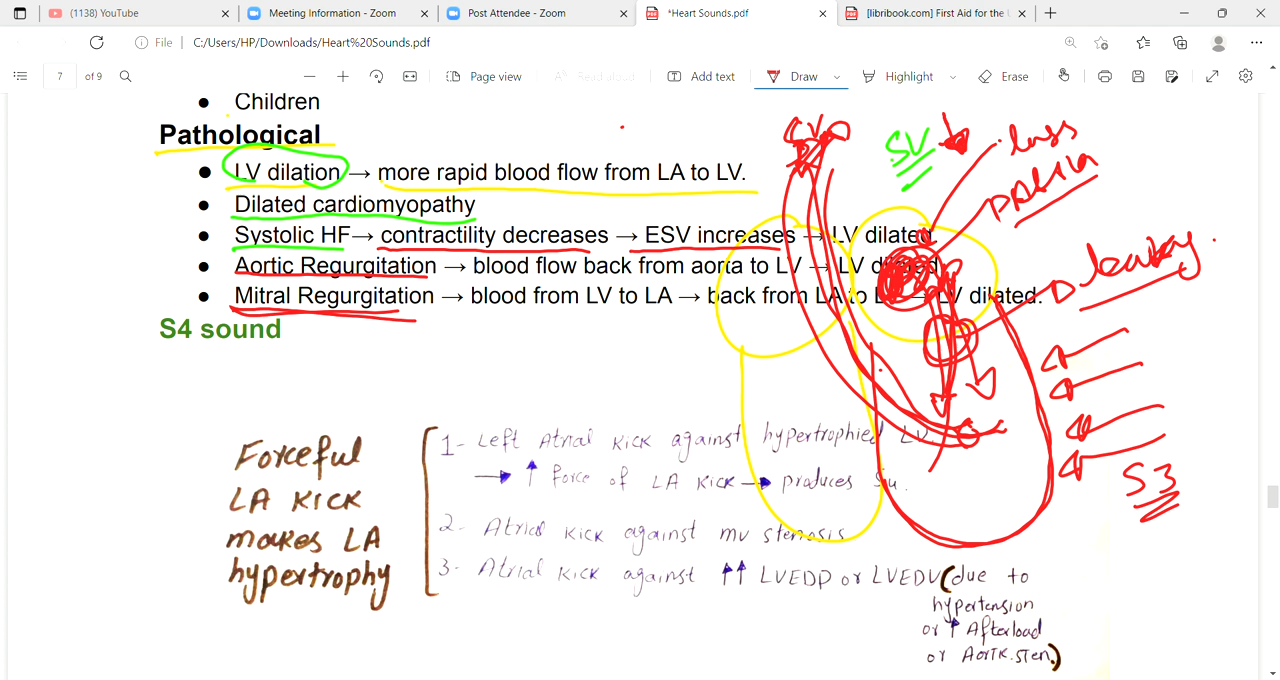 (1138) YouTube
Meeting Information - Zoom
Post Attendee - Zoom
*Heart Sounds.pdf
[libribook.com] First Aid for the
File
C:/Users/HP/Downloads/Heart%20Sounds.pdf
7 of 9
Page view
Read aloud
Add text
Draw
Highlight
Erase
● Children
Pathological
● LV dilation → more rapid blood flow from LA to LV.
● Dilated cardiomyopathy
● Systolic HF→ contractility decreases → ESV increases → LV dilated
● Aortic Regurgitation → blood flow back from aorta to LV → LV dilated
● Mitral Regurgitation → blood from LV to LA → back from LA to LV → LV dilated.
SV
loss
leaky
S3
S4 sound
Forceful
LA KICK
makes LA
hypertrophy
1- Left Atrial Kick against hypertrophied LV.
→ ↑ force of LA Kick → produces S4.
2- Atrial Kick against mv stenosis
3- Atrial Kick against ↑↑ LVEDP or LVEDV (due to
hypertension
or ↑ Afterload
or Aortk.sten.)